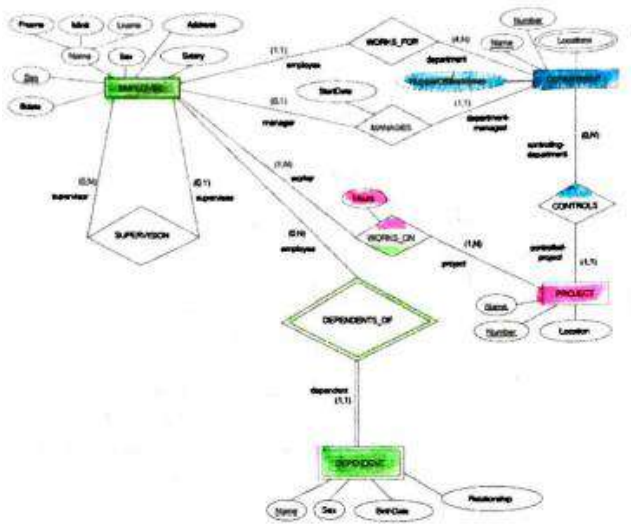 Fname
Minit
Lname
Address
Name
Sex
Salary
Ssn
Bdate
EMPLOYEE
(1,1)
employee
WORKS_FOR
(4,N)
department
Number
Name
Locations
NumberOfEmployees
DEPARTMENT
StartDate
(0,1)
manager
MANAGES
(1,1)
department-
managed
(0,N)
controlling-
department
(0,N)
supervisor
(0,1)
supervisee
SUPERVISION
(1,N)
worker
Hours
WORKS_ON
(1,N)
project
CONTROLS
controlled-
project
(1,1)
PROJECT
Name
Number
Location
(0,N)
employee
DEPENDENTS_OF
dependent
(1,1)
DEPENDENT
Name
Sex
BirthDate
Relationship